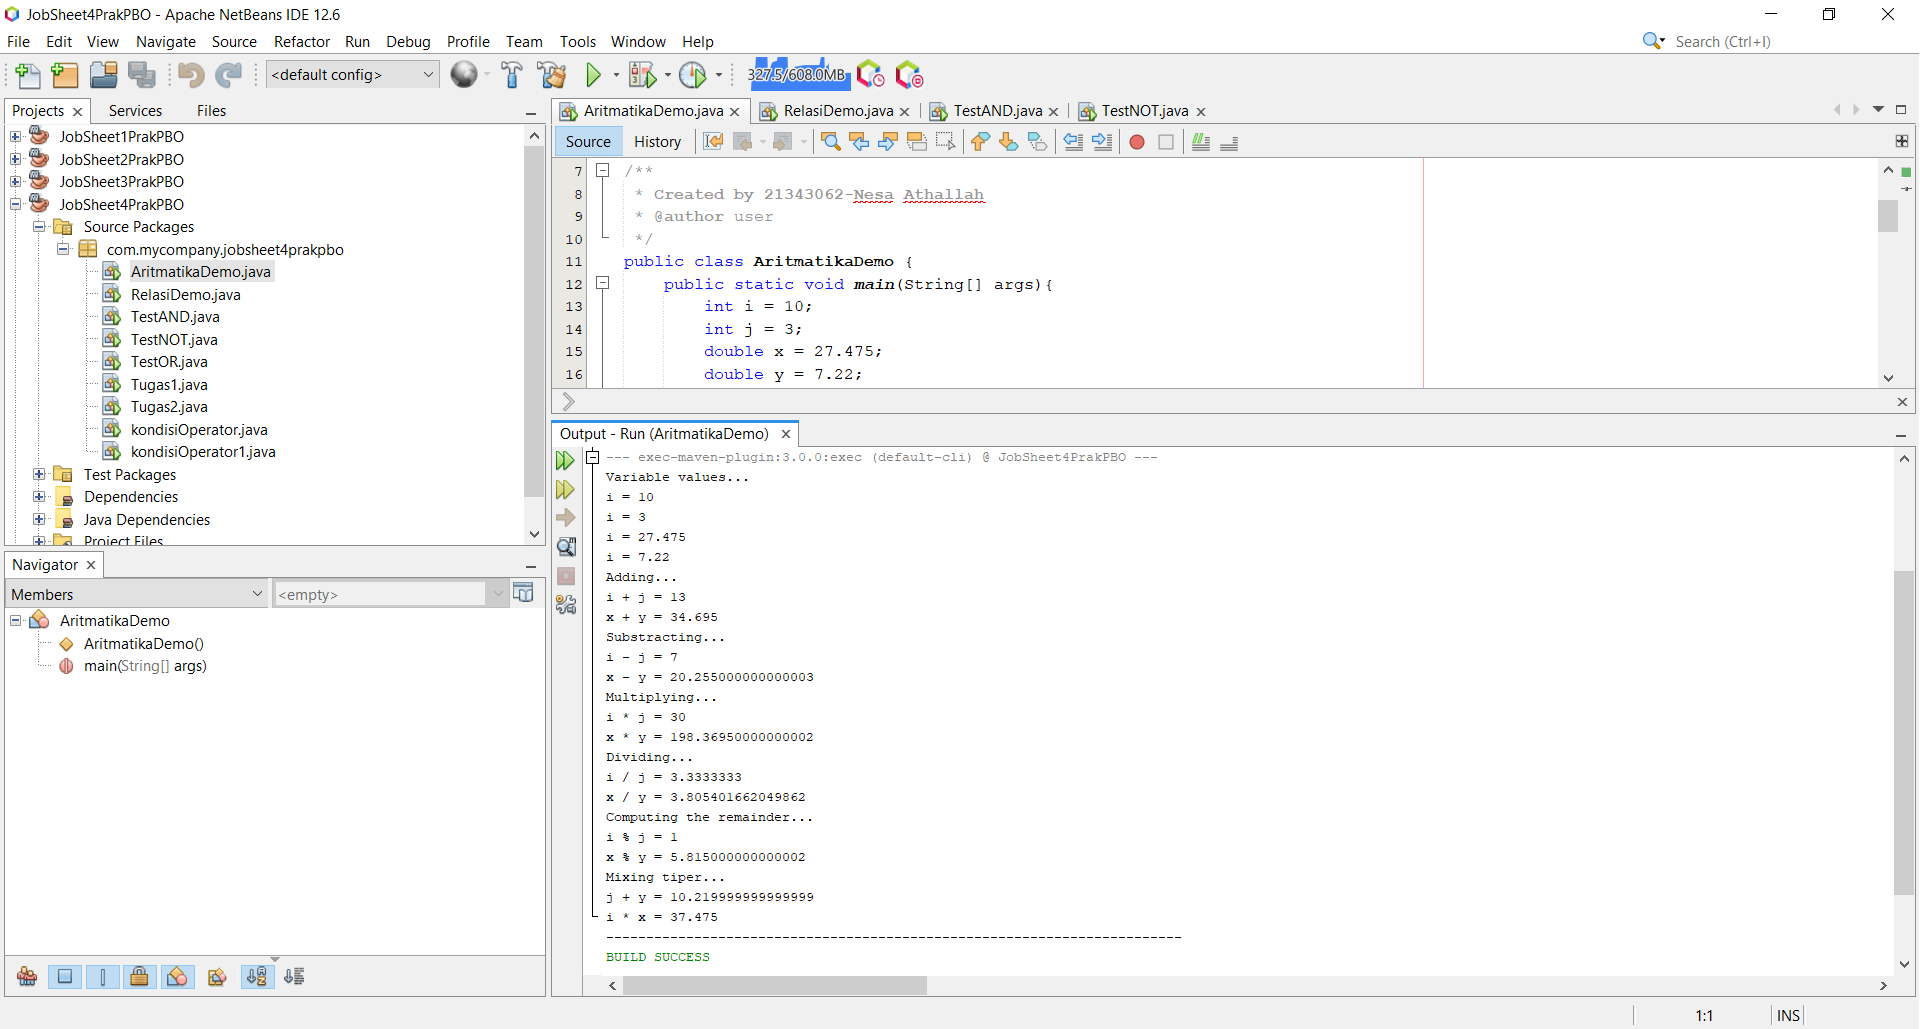 JobSheet4PrakPBO - Apache NetBeans IDE 12.6
File Edit View Navigate Source Refactor Run Debug Profile Team Tools Window Help
Search (Ctrl+I)
<default config>
327.5/608.0MB
Projects Services Files
JobSheet1PrakPBO
JobSheet2PrakPBO
JobSheet3PrakPBO
JobSheet4PrakPBO
Source Packages
com.mycompany.jobsheet4prakpbo
AritmatikaDemo.java
RelasiDemo.java
TestAND.java
TestNOT.java
TestOR.java
Tugas1.java
Tugas2.java
kondisiOperator.java
kondisiOperator1.java
Test Packages
Dependencies
Java Dependencies
Project Files
Navigator
Members
<empty>
AritmatikaDemo
AritmatikaDemo()
main(String[] args)
AritmatikaDemo.java RelasiDemo.java TestAND.java TestNOT.java
Source History
7 /**
8 * Created by 21343062-Nesa Athallah
9 * @author user
10 */
11 public class AritmatikaDemo {
12 public static void main(String[] args){
13 int i = 10;
14 int j = 3;
15 double x = 27.475;
16 double y = 7.22;
Output - Run (AritmatikaDemo)
--- exec-maven-plugin:3.0.0:exec (default-cli) @ JobSheet4PrakPBO ---
Variable values...
i = 10
i = 3
i = 27.475
i = 7.22
Adding...
i + j = 13
x + y = 34.695
Substracting...
i - j = 7
x - y = 20.255000000000003
Multiplying...
i * j = 30
x * y = 198.36950000000002
Dividing...
i / j = 3.3333333
x / y = 3.805401662049862
Computing the remainder...
i % j = 1
x % y = 5.815000000000002
Mixing tiper...
j + y = 10.219999999999999
i * x = 37.475
------------------------------------------------------------------------
BUILD SUCCESS
1:1 INS